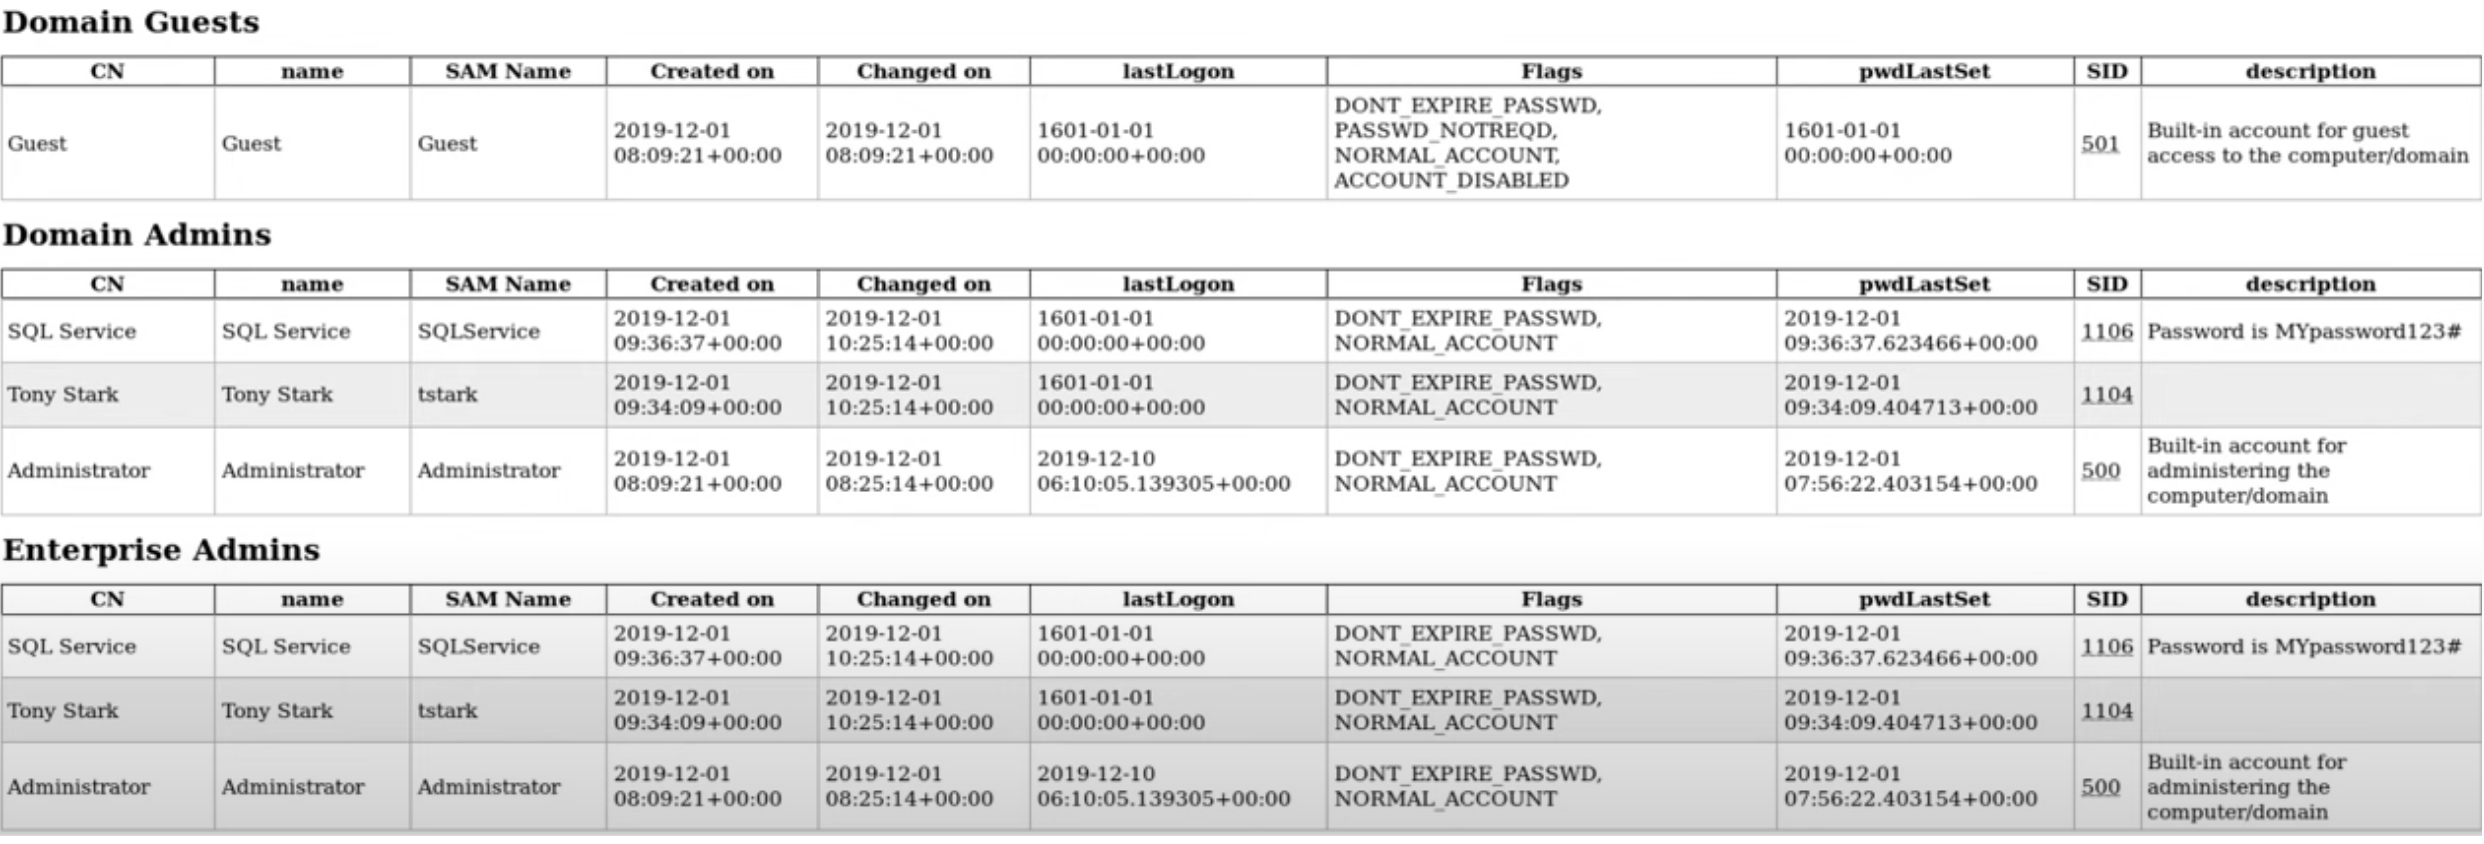 Domain Guests
CN name SAM Name Created on Changed on lastLogon Flags pwdLastSet SID description
Guest Guest Guest 2019-12-01 08:09:21+00:00 2019-12-01 08:09:21+00:00 1601-01-01 00:00:00+00:00 DONT_EXPIRE_PASSWD, PASSWD_NOTREQD, NORMAL_ACCOUNT, ACCOUNT_DISABLED 1601-01-01 00:00:00+00:00 501 Built-in account for guest access to the computer/domain
Domain Admins
CN name SAM Name Created on Changed on lastLogon Flags pwdLastSet SID description
SQL Service SQL Service SQLService 2019-12-01 09:36:37+00:00 2019-12-01 10:25:14+00:00 1601-01-01 00:00:00+00:00 DONT_EXPIRE_PASSWD, NORMAL_ACCOUNT 2019-12-01 09:36:37.623466+00:00 1106 Password is MYpassword123#
Tony Stark Tony Stark tstark 2019-12-01 09:34:09+00:00 2019-12-01 10:25:14+00:00 1601-01-01 00:00:00+00:00 DONT_EXPIRE_PASSWD, NORMAL_ACCOUNT 2019-12-01 09:34:09.404713+00:00 1104
Administrator Administrator Administrator 2019-12-01 08:09:21+00:00 2019-12-01 08:25:14+00:00 2019-12-10 06:10:05.139305+00:00 DONT_EXPIRE_PASSWD, NORMAL_ACCOUNT 2019-12-01 07:56:22.403154+00:00 500 Built-in account for administering the computer/domain
Enterprise Admins
CN name SAM Name Created on Changed on lastLogon Flags pwdLastSet SID description
SQL Service SQL Service SQLService 2019-12-01 09:36:37+00:00 2019-12-01 10:25:14+00:00 1601-01-01 00:00:00+00:00 DONT_EXPIRE_PASSWD, NORMAL_ACCOUNT 2019-12-01 09:36:37.623466+00:00 1106 Password is MYpassword123#
Tony Stark Tony Stark tstark 2019-12-01 09:34:09+00:00 2019-12-01 10:25:14+00:00 1601-01-01 00:00:00+00:00 DONT_EXPIRE_PASSWD, NORMAL_ACCOUNT 2019-12-01 09:34:09.404713+00:00 1104
Administrator Administrator Administrator 2019-12-01 08:09:21+00:00 2019-12-01 08:25:14+00:00 2019-12-10 06:10:05.139305+00:00 DONT_EXPIRE_PASSWD, NORMAL_ACCOUNT 2019-12-01 07:56:22.403154+00:00 500 Built-in account for administering the computer/domain